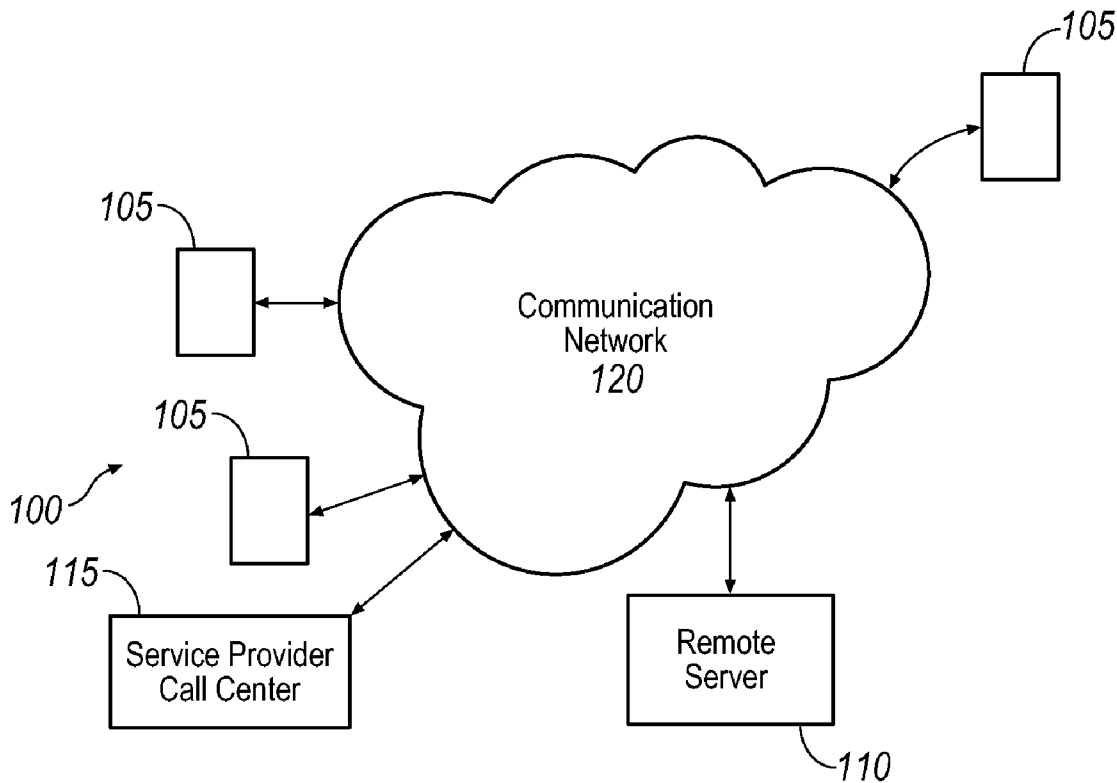 105
105
Communication
Network
120
105
100
115
Service Provider
Call Center
Remote
Server
110